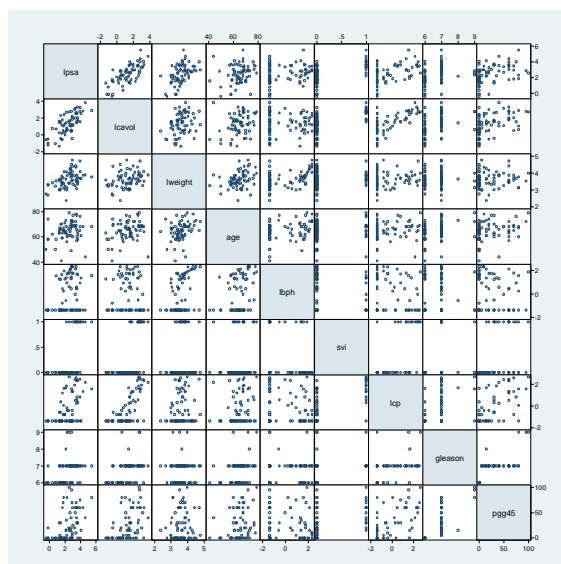 -2 0 2 4 40 60 80 0 .5 1 6 7 8 9
lpsa
0 2 4 6
lcavol
-2 0 2 4
lweight
2 3 4 5
age
40 60 80
lbph
-2 0 2
svi
0 .5 1
lcp
-2 0 2
gleason
6 7 8 9
pgg45
0 50 100
0 2 4 6 2 3 4 5 -2 0 2 -2 0 2 0 50 100